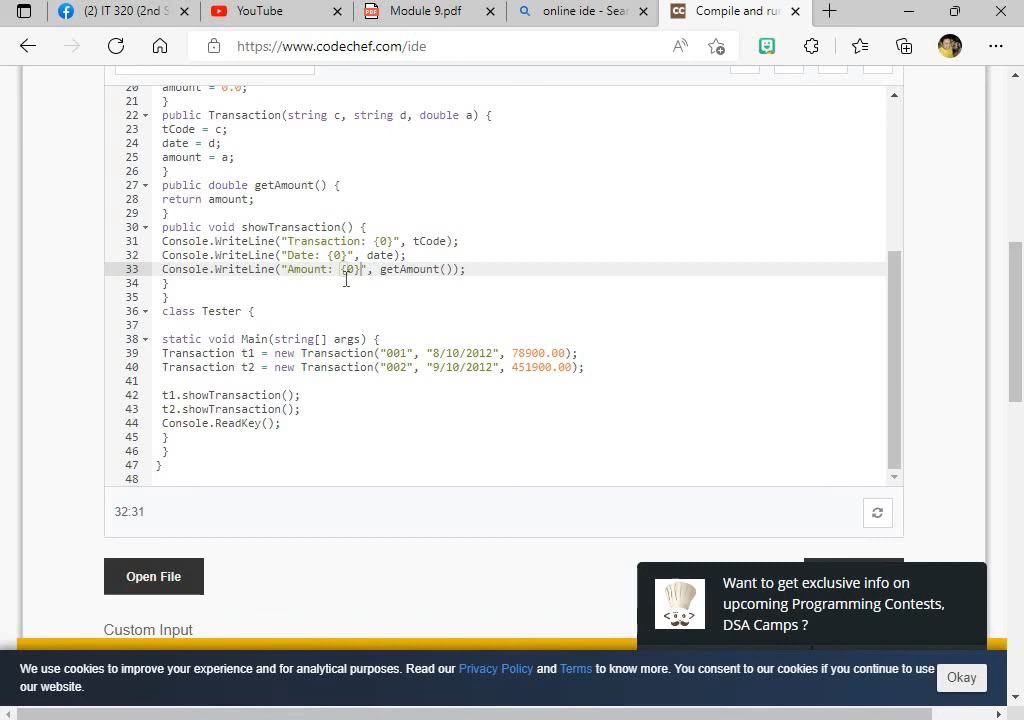 (2) IT 320 (2nd S
YouTube
Module 9.pdf
online ide - Sear
Compile and run
https://www.codechef.com/ide
20 amount = 0.0;
21 }
22 public Transaction(string c, string d, double a) {
23 tCode = c;
24 date = d;
25 amount = a;
26 }
27 public double getAmount() {
28 return amount;
29 }
30 public void showTransaction() {
31 Console.WriteLine("Transaction: {0}", tCode);
32 Console.WriteLine("Date: {0}", date);
33 Console.WriteLine("Amount: {0}", getAmount());
34 }
35 }
36 class Tester {
37
38 static void Main(string[] args) {
39 Transaction t1 = new Transaction("001", "8/10/2012", 78900.00);
40 Transaction t2 = new Transaction("002", "9/10/2012", 451900.00);
41
42 t1.showTransaction();
43 t2.showTransaction();
44 Console.ReadKey();
45 }
46 }
47 }
48
32:31
Open File
Custom Input
Want to get exclusive info on
upcoming Programming Contests,
DSA Camps ?
We use cookies to improve your experience and for analytical purposes. Read our Privacy Policy and Terms to know more. You consent to our cookies if you continue to use
our website.
Okay